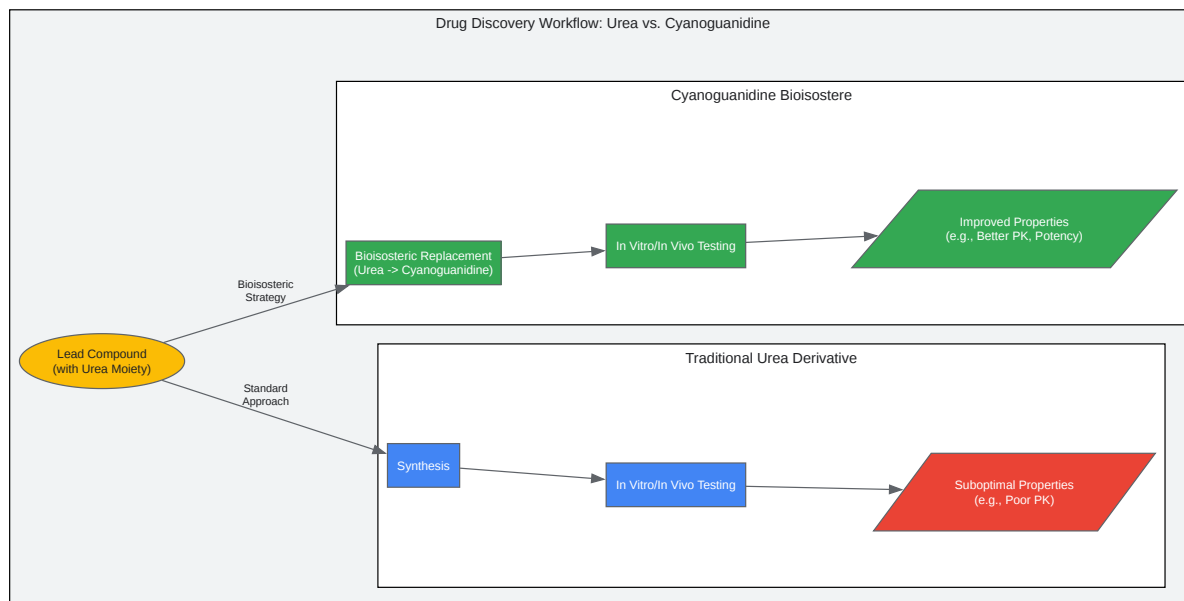 Drug Discovery Workflow: Urea vs. Cyanoguanidine
Cyanoguanidine Bioisostere
Improved Properties
(e.g., Better PK, Potency)
In Vitro/In Vivo Testing
Bioisosteric Replacement
(Urea -> Cyanoguanidine)
Bioisosteric
Strategy
Lead Compound
(with Urea Moiety)
Standard
Approach
Traditional Urea Derivative
Synthesis
In Vitro/In Vivo Testing
Suboptimal Properties
(e.g., Poor PK)